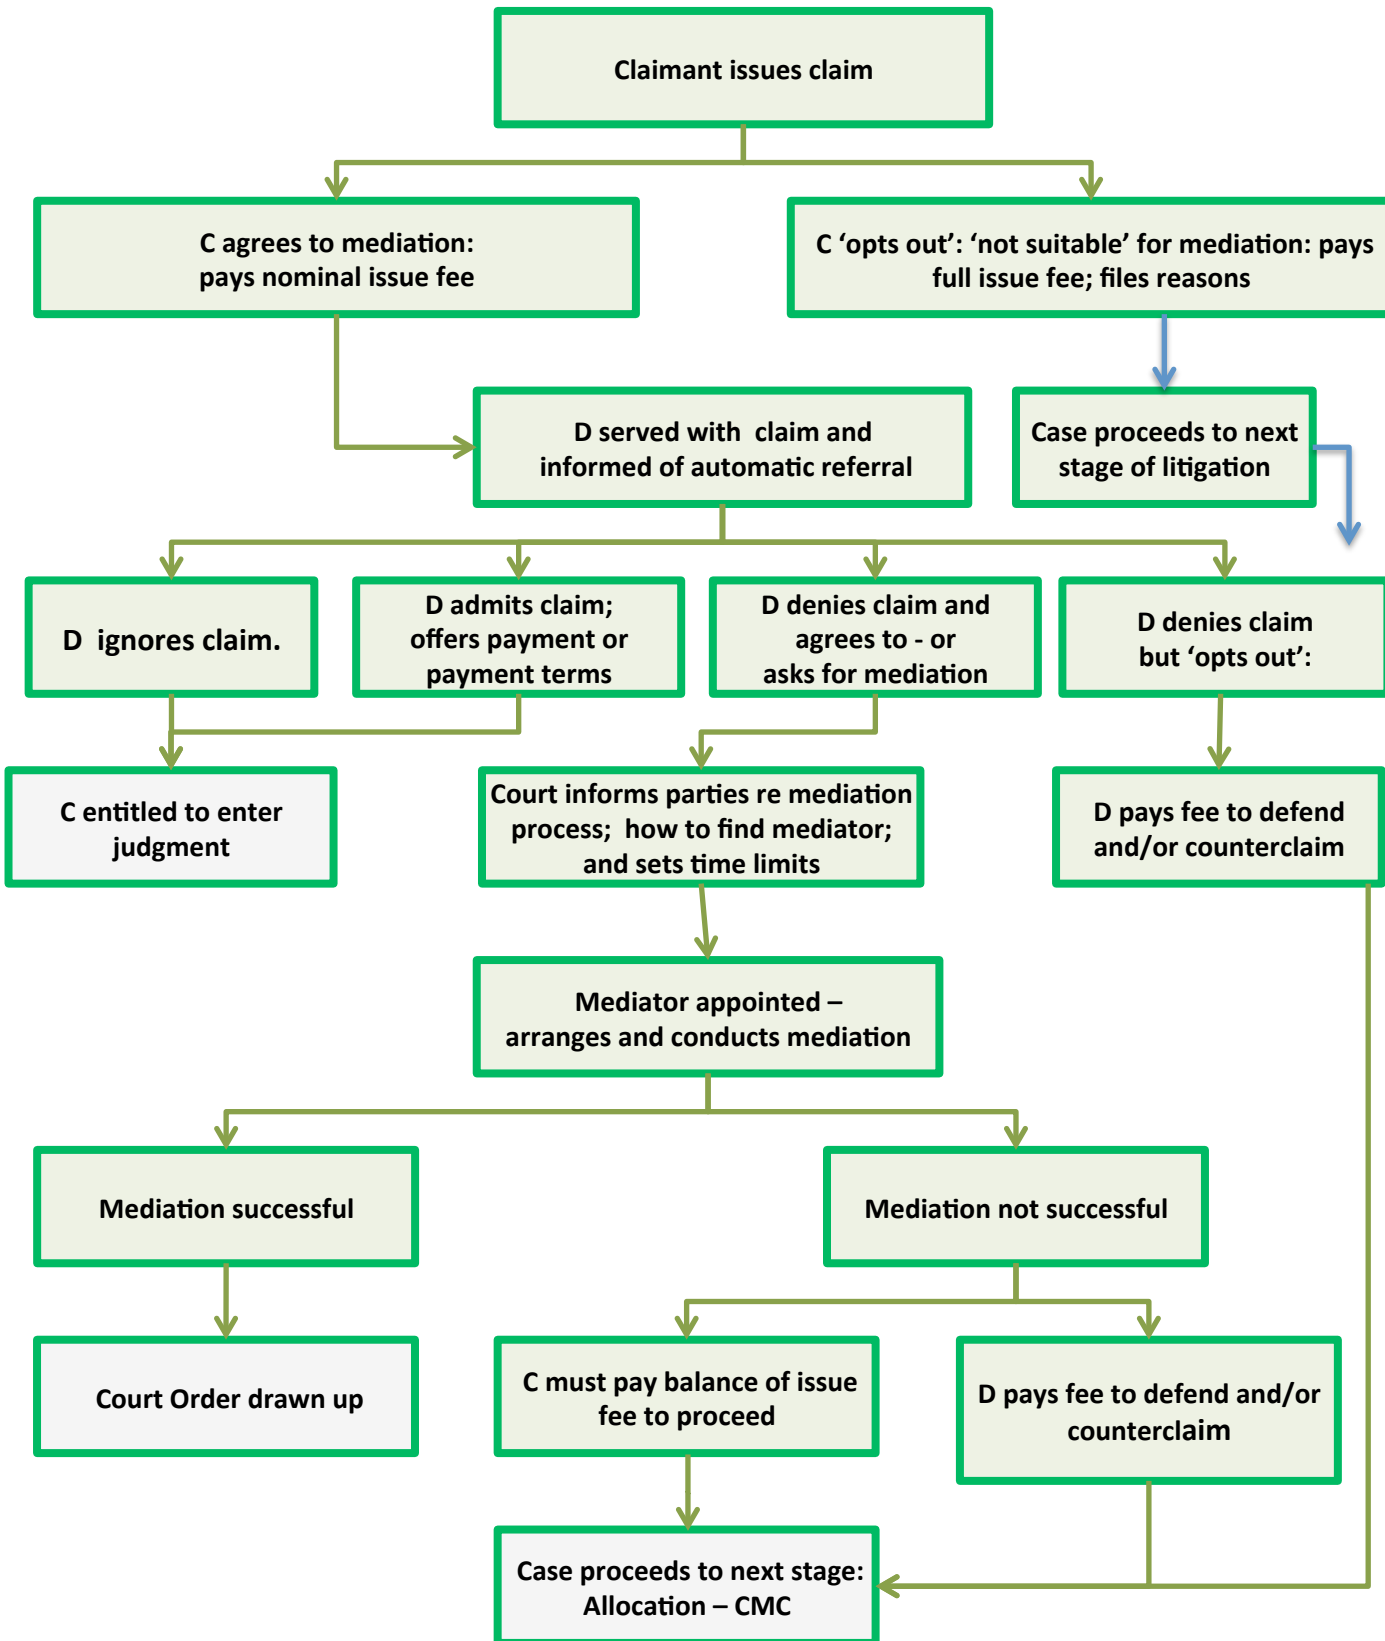 Claimant issues claim
C agrees to mediation:
pays nominal issue fee
C ‘opts out’: ‘not suitable’ for mediation: pays
full issue fee; files reasons
D served with  claim and
informed of automatic referral
Case proceeds to next
stage of litigation
D  ignores claim.
D admits claim;
offers payment or
payment terms
D denies claim and
agrees to - or
asks for mediation
D denies claim
but ‘opts out’:
C entitled to enter
judgment
Court informs parties re mediation
process;  how to find mediator;
and sets time limits
D pays fee to defend
and/or counterclaim
Mediator appointed –
arranges and conducts mediation
Mediation successful
Mediation not successful
Court Order drawn up
C must pay balance of issue
fee to proceed
D pays fee to defend and/or
counterclaim
Case proceeds to next stage:
Allocation – CMC